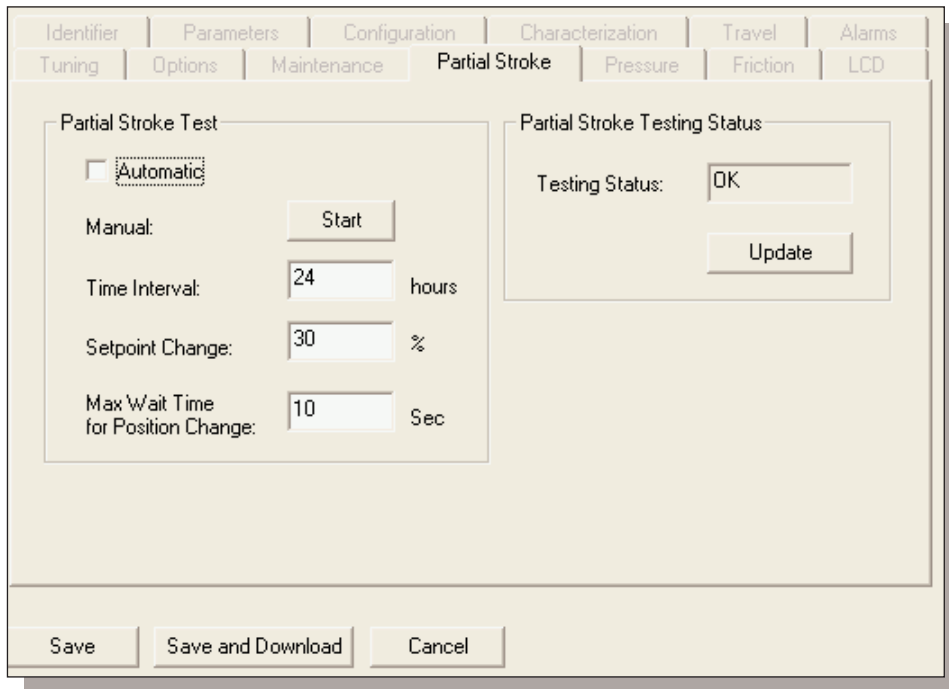 Identifier Parameters Configuration Characterization Travel Alarms
Tuning Options Maintenance Partial Stroke Pressure Friction LCD
Partial Stroke Test
Automatic
Manual: Start
Time Interval: 24 hours
Setpoint Change: 30 %
Max Wait Time
for Position Change: 10 Sec
Partial Stroke Testing Status
Testing Status: OK
Update
Save Save and Download Cancel